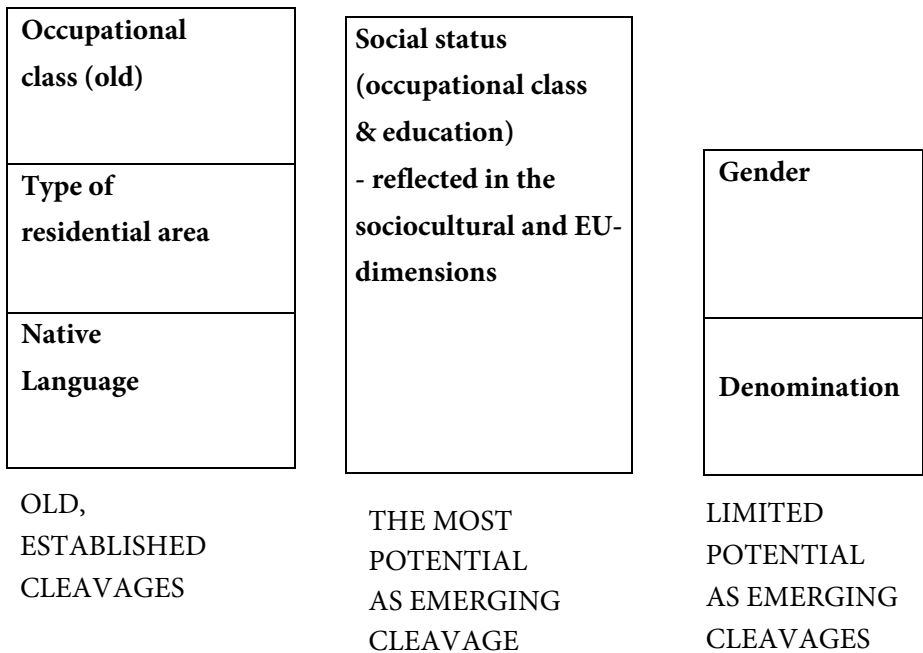 Occupational
class (old)
Type of
residential area
Native
Language
OLD,
ESTABLISHED
CLEAVAGES
Social status
(occupational class
& education)
- reflected in the
sociocultural and EU-
dimensions
THE MOST
POTENTIAL
AS EMERGING
CLEAVAGE
Gender
Denomination
LIMITED
POTENTIAL
AS EMERGING
CLEAVAGES